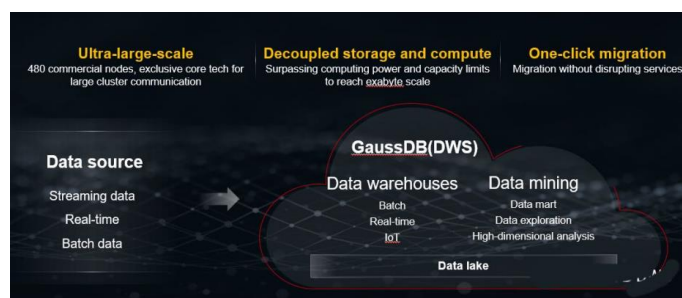 Ultra-large-scale
480 commercial nodes, exclusive core tech for
large cluster communication
Decoupled storage and compute
Surpassing computing power and capacity limits
to reach exabyte scale
One-click migration
Migration without disrupting services
Data source
Streaming data
Real-time
Batch data
GaussDB(DWS)
Data warehouses
Batch
Real-time
IoT
Data mining
Data mart
Data exploration
High-dimensional analysis
Data lake